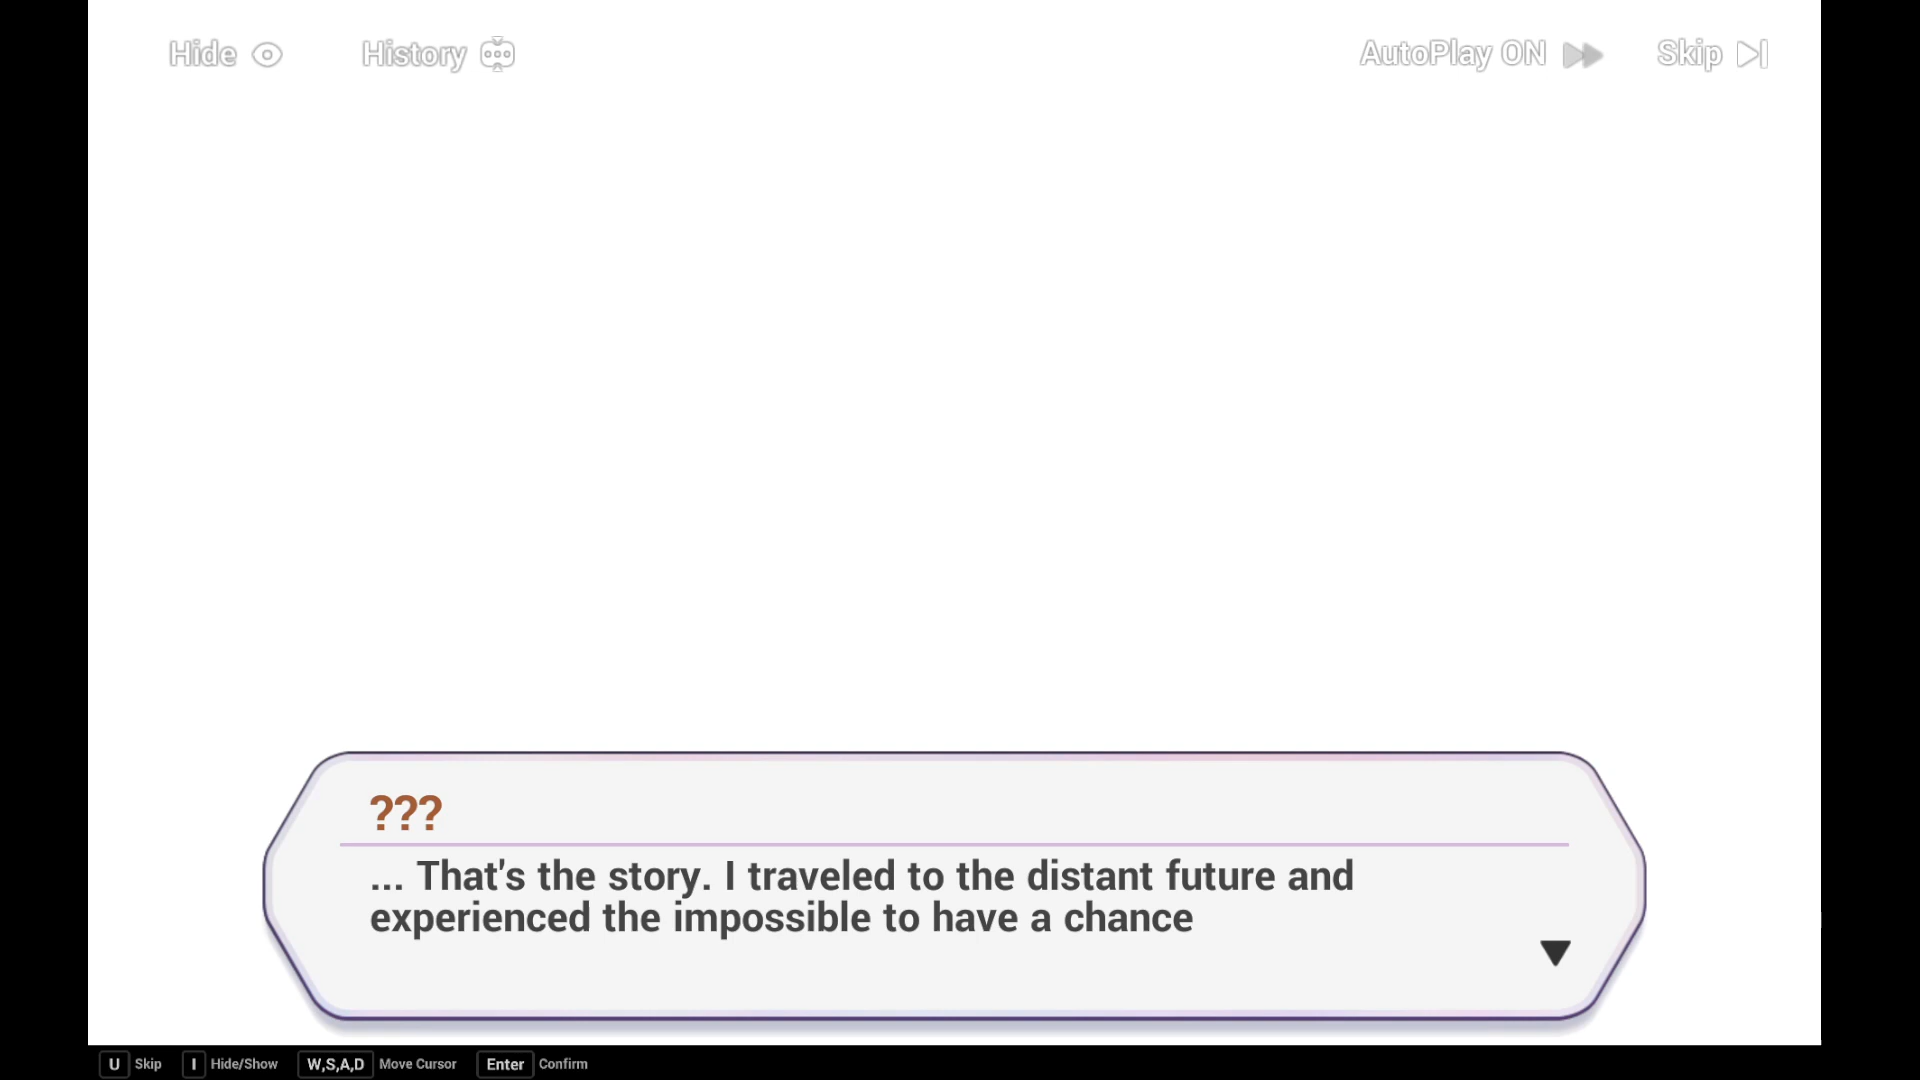 Hide
History
AutoPlay ON
Skip
???
... That's the story. I traveled to the distant future and
experienced the impossible to have a chance
U Skip I Hide/Show W,S,A,D Move Cursor Enter Confirm